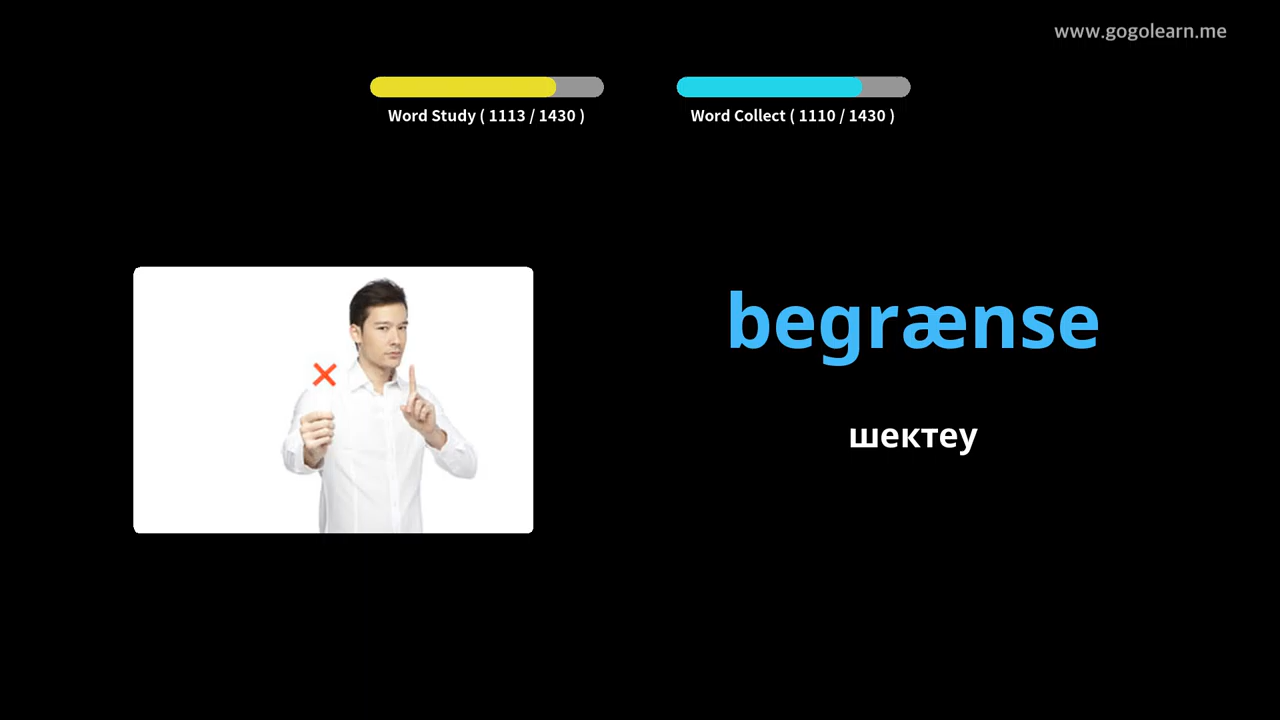 www.gogolearn.me
Word Study ( 1113 / 1430 )
Word Collect ( 1110 / 1430 )
begrænse
шектеу